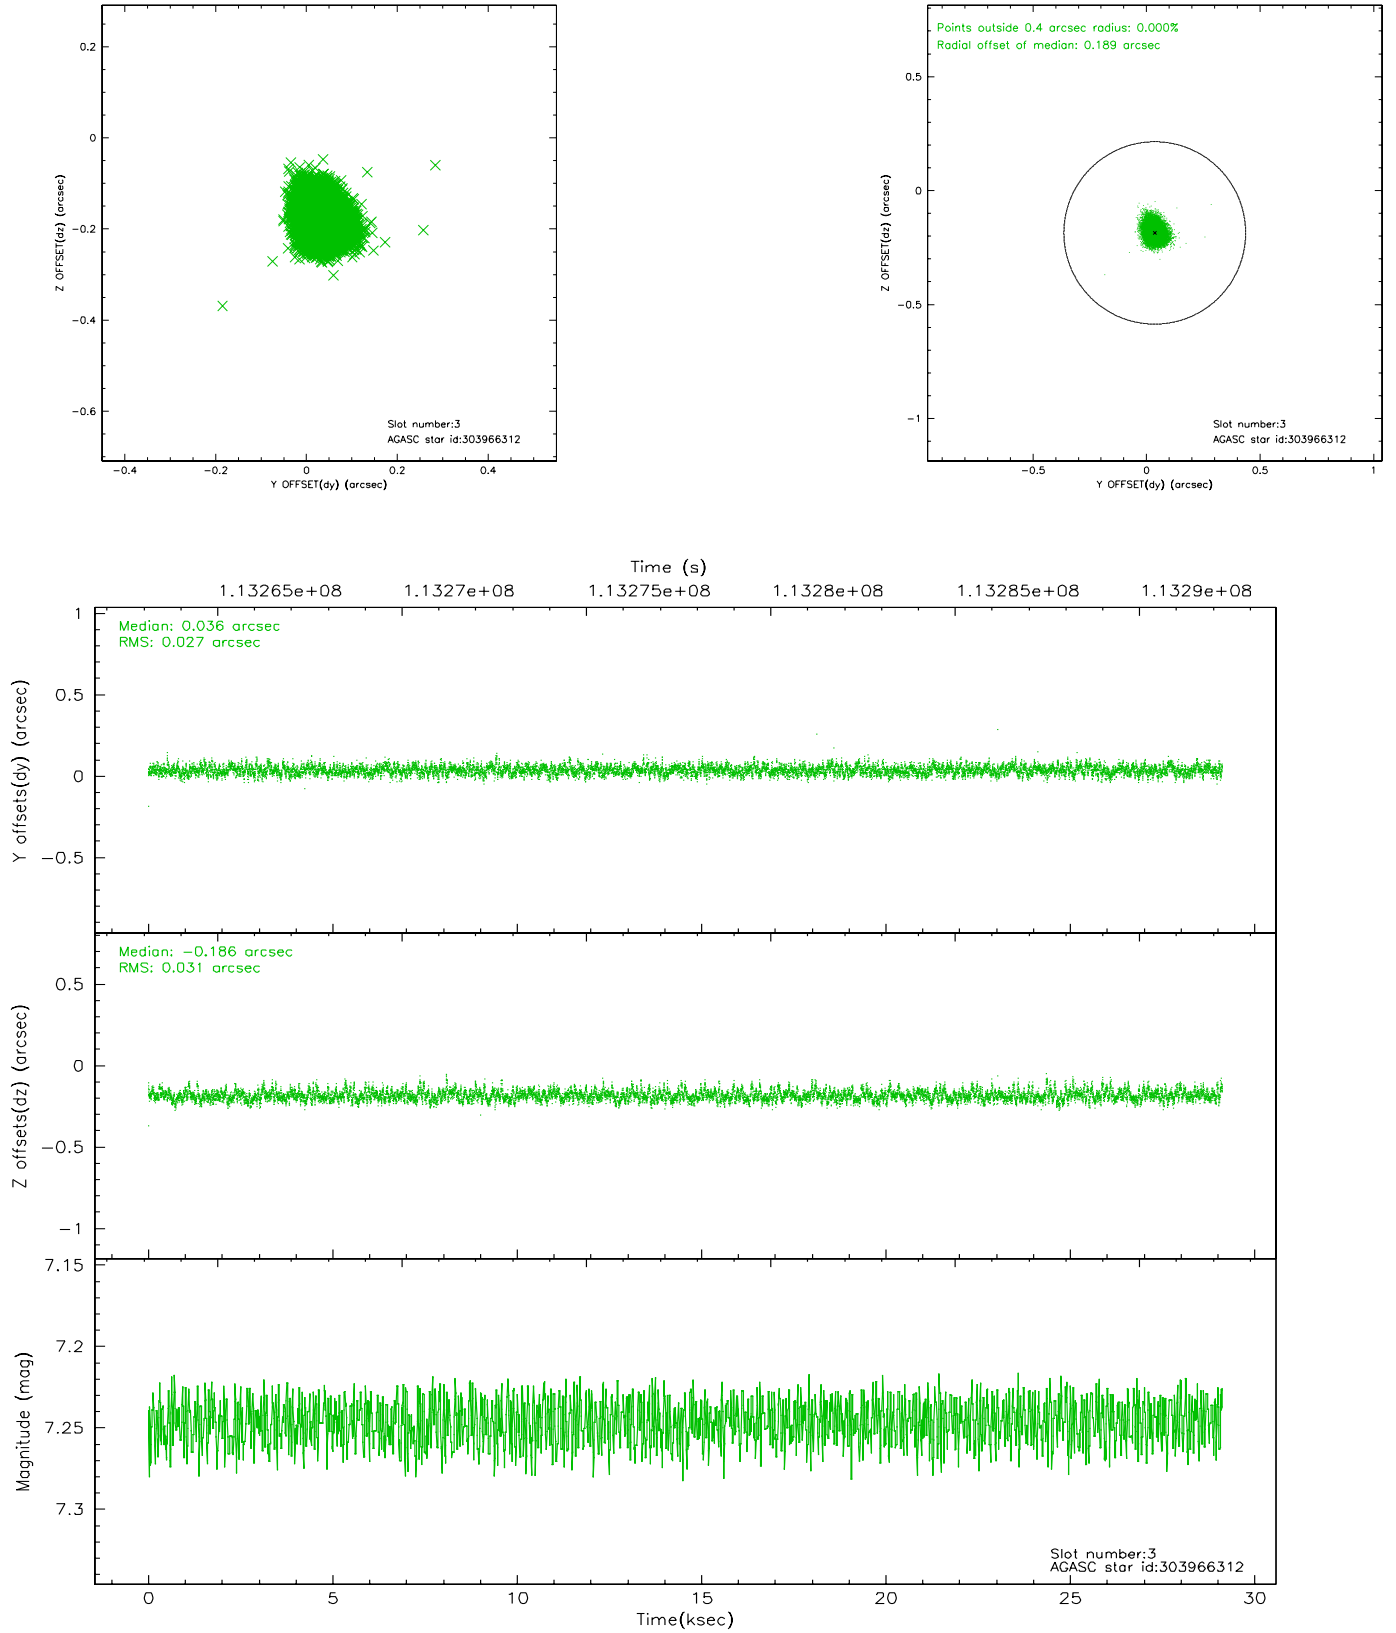 0.2
0
−0.2
−0.4
−0.6
Z OFFSET(dz) (arcsec)
Slot number:3
AGASC star id:303966312
−0.4 −0.2 0 0.2 0.4
Y OFFSET(dy) (arcsec)
Points outside 0.4 arcsec radius: 0.000%
Radial offset of median: 0.189 arcsec
0.5
0
−0.5
−1
Z OFFSET(dz) (arcsec)
Slot number:3
AGASC star id:303966312
−0.5 0 0.5 1
Y OFFSET(dy) (arcsec)
Time (s)
1.13265e+08 1.1327e+08 1.13275e+08 1.1328e+08 1.13285e+08 1.1329e+08
Median: 0.036 arcsec
RMS: 0.027 arcsec
1
0.5
0
−0.5
Y offsets(dy) (arcsec)
Median: −0.186 arcsec
RMS: 0.031 arcsec
0.5
0
−0.5
−1
Z offsets(dz) (arcsec)
7.15
7.2
7.25
7.3
Magnitude (mag)
Slot number:3
AGASC star id:303966312
0 5 10 15 20 25 30
Time(ksec)